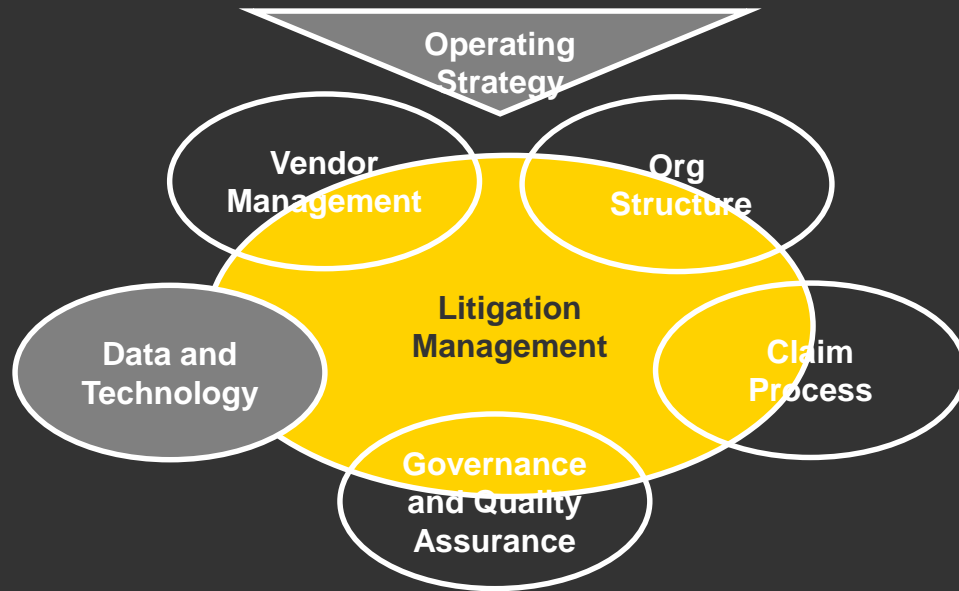 Operating
Strategy
Vendor
Management
Org
Structure
Litigation
Management
Data and
Technology
Claim
Process
Governance
and Quality
Assurance